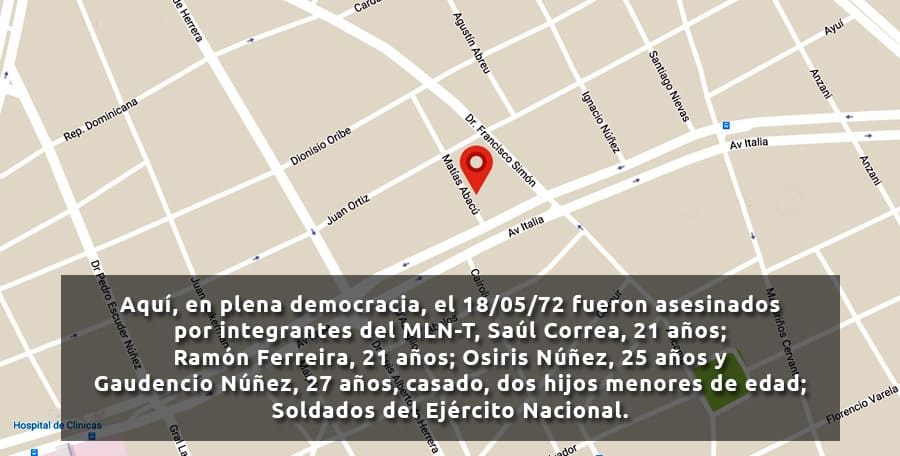 de Herrera
Card
Agustín Abreu
Ayuí
Santiago Nievas
Anzani
Rep. Dominicana
Dionisio Oribe
Ignacio Núñez
Dr. Francisco Simón
Av Italia
Matías Abacú
Anzani
Juan Ortiz
Av Italia
Dr Pedro Escuder Núñez
Aquí, en plena democracia, el 18/05/72 fueron asesinados
por integrantes del MLN-T, Saúl Correa, 21 años;
Ramón Ferreira, 21 años; Osiris Núñez, 25 años y
Gaudencio Núñez, 27 años, casado, dos hijos menores de edad;
Soldados del Ejército Nacional.
Hospital de Clinicas
Gral La
Herrera
Florencio Varela